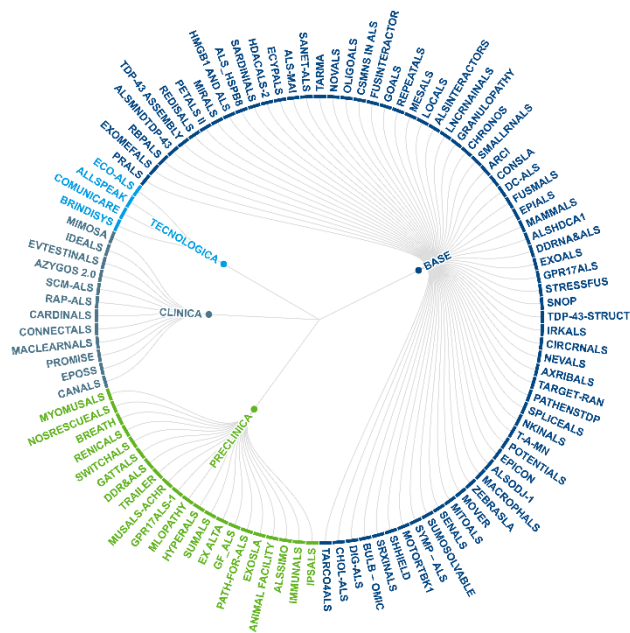 PRALS
EXOMEFALS
RBPALS
ALSMNDTDP-43
TDP-43 ASSEMBLY
REDISALS
PETALS II
MIRALS
HMGB1 AND ALS
ALS_HSPB8
SARDINIALS
HDACALS-2
ECYPALS
ALS-MAI
SANET-ALS
TARMA
NOVALS
OLIGOALS
CSMNS IN ALS
FUSINTERACTOR
GOALS
REPEATALS
MESALS
LOCALS
ALSINTERACTORS
LNCRNAINALS
GRANULOPATHY
CHRONOS
SMALLRNALS
ARCI
CONSLA
DC-ALS
FUSMALS
EPIALS
MAMMALS
ALSHDCA1
DDRNA&ALS
EXOALS
GPR17ALS
STRESSFUS
SNOP
TDP-43-STRUCT
IRKALS
CIRCRNALS
NEVALS
AXRIBALS
TARGET-RAN
PATHENSTDP
SPLICEALS
NKINALS
T-A-MN
POTENTIALS
EPICON
ALSODJ-1
MACROPHALS
ZEBRASLA
MOVER
MITOALS
SENALS
SUMOSOLVABLE
SYMP – ALS
MOTORTBK1
SHHIELD
SRXINALS
BULB – OMIC
DIG-ALS
CHOL-ALS
TARCO4ALS
IPSALS
IMMUNALS
ALSSIMO
ANIMAL FACILITY
EXOSLA
PATH-FOR-ALS
GF_ALS
EX ALTA
SUMALS
HYPERALS
MLOPATHY
GPR17ALS-1
MUSALS-ACHR
TRAILER
DDR&ALS
GATTALS
SWITCHALS
RENICALS
BREATH
NOSRESCUEALS
MYOMUSALS
CANALS
EPOSS
PROMISE
MACLEARNALS
CONNECTALS
CARDINALS
RAP-ALS
SCM-ALS
AZYGOS 2.0
EVTESTINALS
IDEALS
MIMOSA
BRINDISYS
COMUNICARE
ALLSPEAK
ECO-ALS
TECNOLOGICA
BASE
CLINICA
PRECLINICA